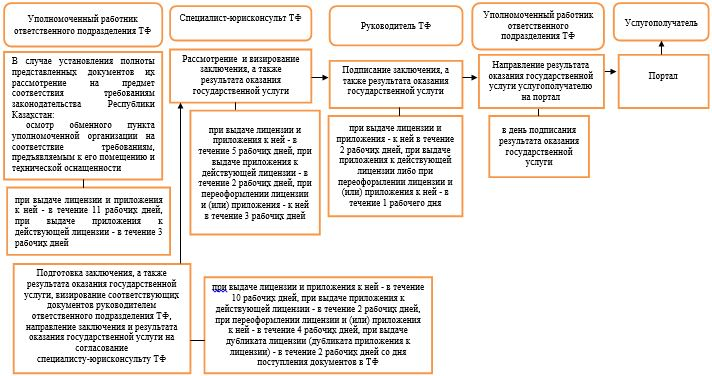 Уполномоченный работник
ответственного подразделения ТФ
Специалист-юрисконсульт ТФ
Руководитель ТФ
Уполномоченный работник
ответственного
подразделения ТФ
Услугополучатель
В случае установления полноты
представленных документов их
рассмотрение на предмет
соответствия требованиям
законодательства Республики
Казахстан:
осмотр обменного пункта
уполномоченной организации на
соответствие требованиям,
предъявляемым к его помещению и
технической оснащенности
Рассмотрение и визирование
заключения, а также
результата оказания
государственной услуги
Подписание заключения, а
также результата оказания
государственной услуги
Направление результата
оказания государственной
услуги услугополучателю
на портал
Портал
при выдаче лицензии и приложения
к ней - в течение 11 рабочих дней,
при выдаче приложения к
действующей лицензии - в течение 3
рабочих дней
при выдаче лицензии и
приложения к ней - в
течение 5 рабочих дней, при
выдаче приложения к
действующей лицензии - в
течение 2 рабочих дней, при
переоформлении лицензии
и (или) приложения - к ней
в течение 3 рабочих дней
при выдаче лицензии и
приложения - к ней в течение
2 рабочих дней, при выдаче
приложения к действующей
лицензии либо при
переоформлении лицензии и
(или) приложения к ней - в
течение 1 рабочего дня
в день подписания
результата оказания
государственной
услуги
Подготовка заключения, а также
результата оказания государственной
услуги, визирование соответствующих
документов руководителем
ответственного подразделения ТФ,
направление заключения и результата
оказания государственной услуги на
согласование
специалисту-юрисконсульту ТФ
при выдаче лицензии и приложения к ней - в течение
10 рабочих дней, при выдаче приложения к
действующей лицензии - в течение 2 рабочих дней,
при переоформлении лицензии и (или) приложения
к ней - в течение 4 рабочих дней, при выдаче
дубликата лицензии (дубликата приложения к
лицензии) - в течение 2 рабочих дней со дня
поступления документов в ТФ